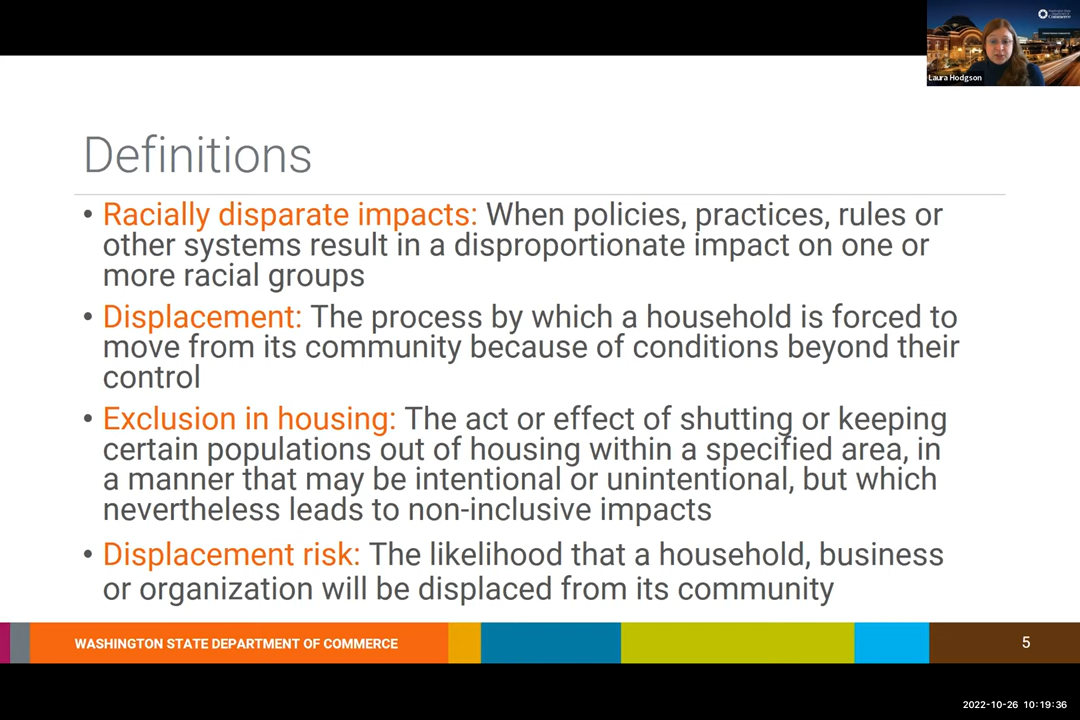 Commerce
Laura Hodgson
Definitions
• Racially disparate impacts: When policies, practices, rules or
other systems result in a disproportionate impact on one or
more racial groups
• Displacement: The process by which a household is forced to
move from its community because of conditions beyond their
control
• Exclusion in housing: The act or effect of shutting or keeping
certain populations out of housing within a specified area, in
a manner that may be intentional or unintentional, but which
nevertheless leads to non-inclusive impacts
• Displacement risk: The likelihood that a household, business
or organization will be displaced from its community
WASHINGTON STATE DEPARTMENT OF COMMERCE
5
2022-10-26 10:19:36